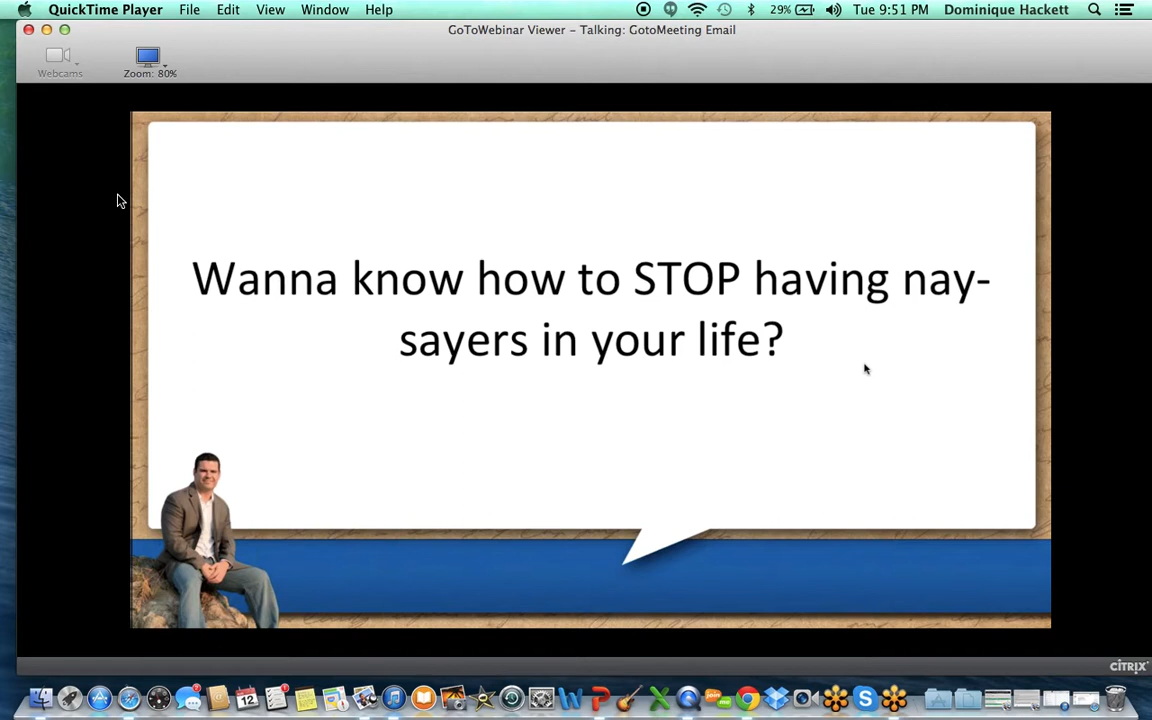 QuickTime Player File Edit View Window Help 29% Tue 9:51 PM Dominique Hackett
GoToWebinar Viewer – Talking: GotoMeeting Email
Webcams
Zoom: 80%
Wanna know how to STOP having nay-
sayers in your life?
CITRIX
12